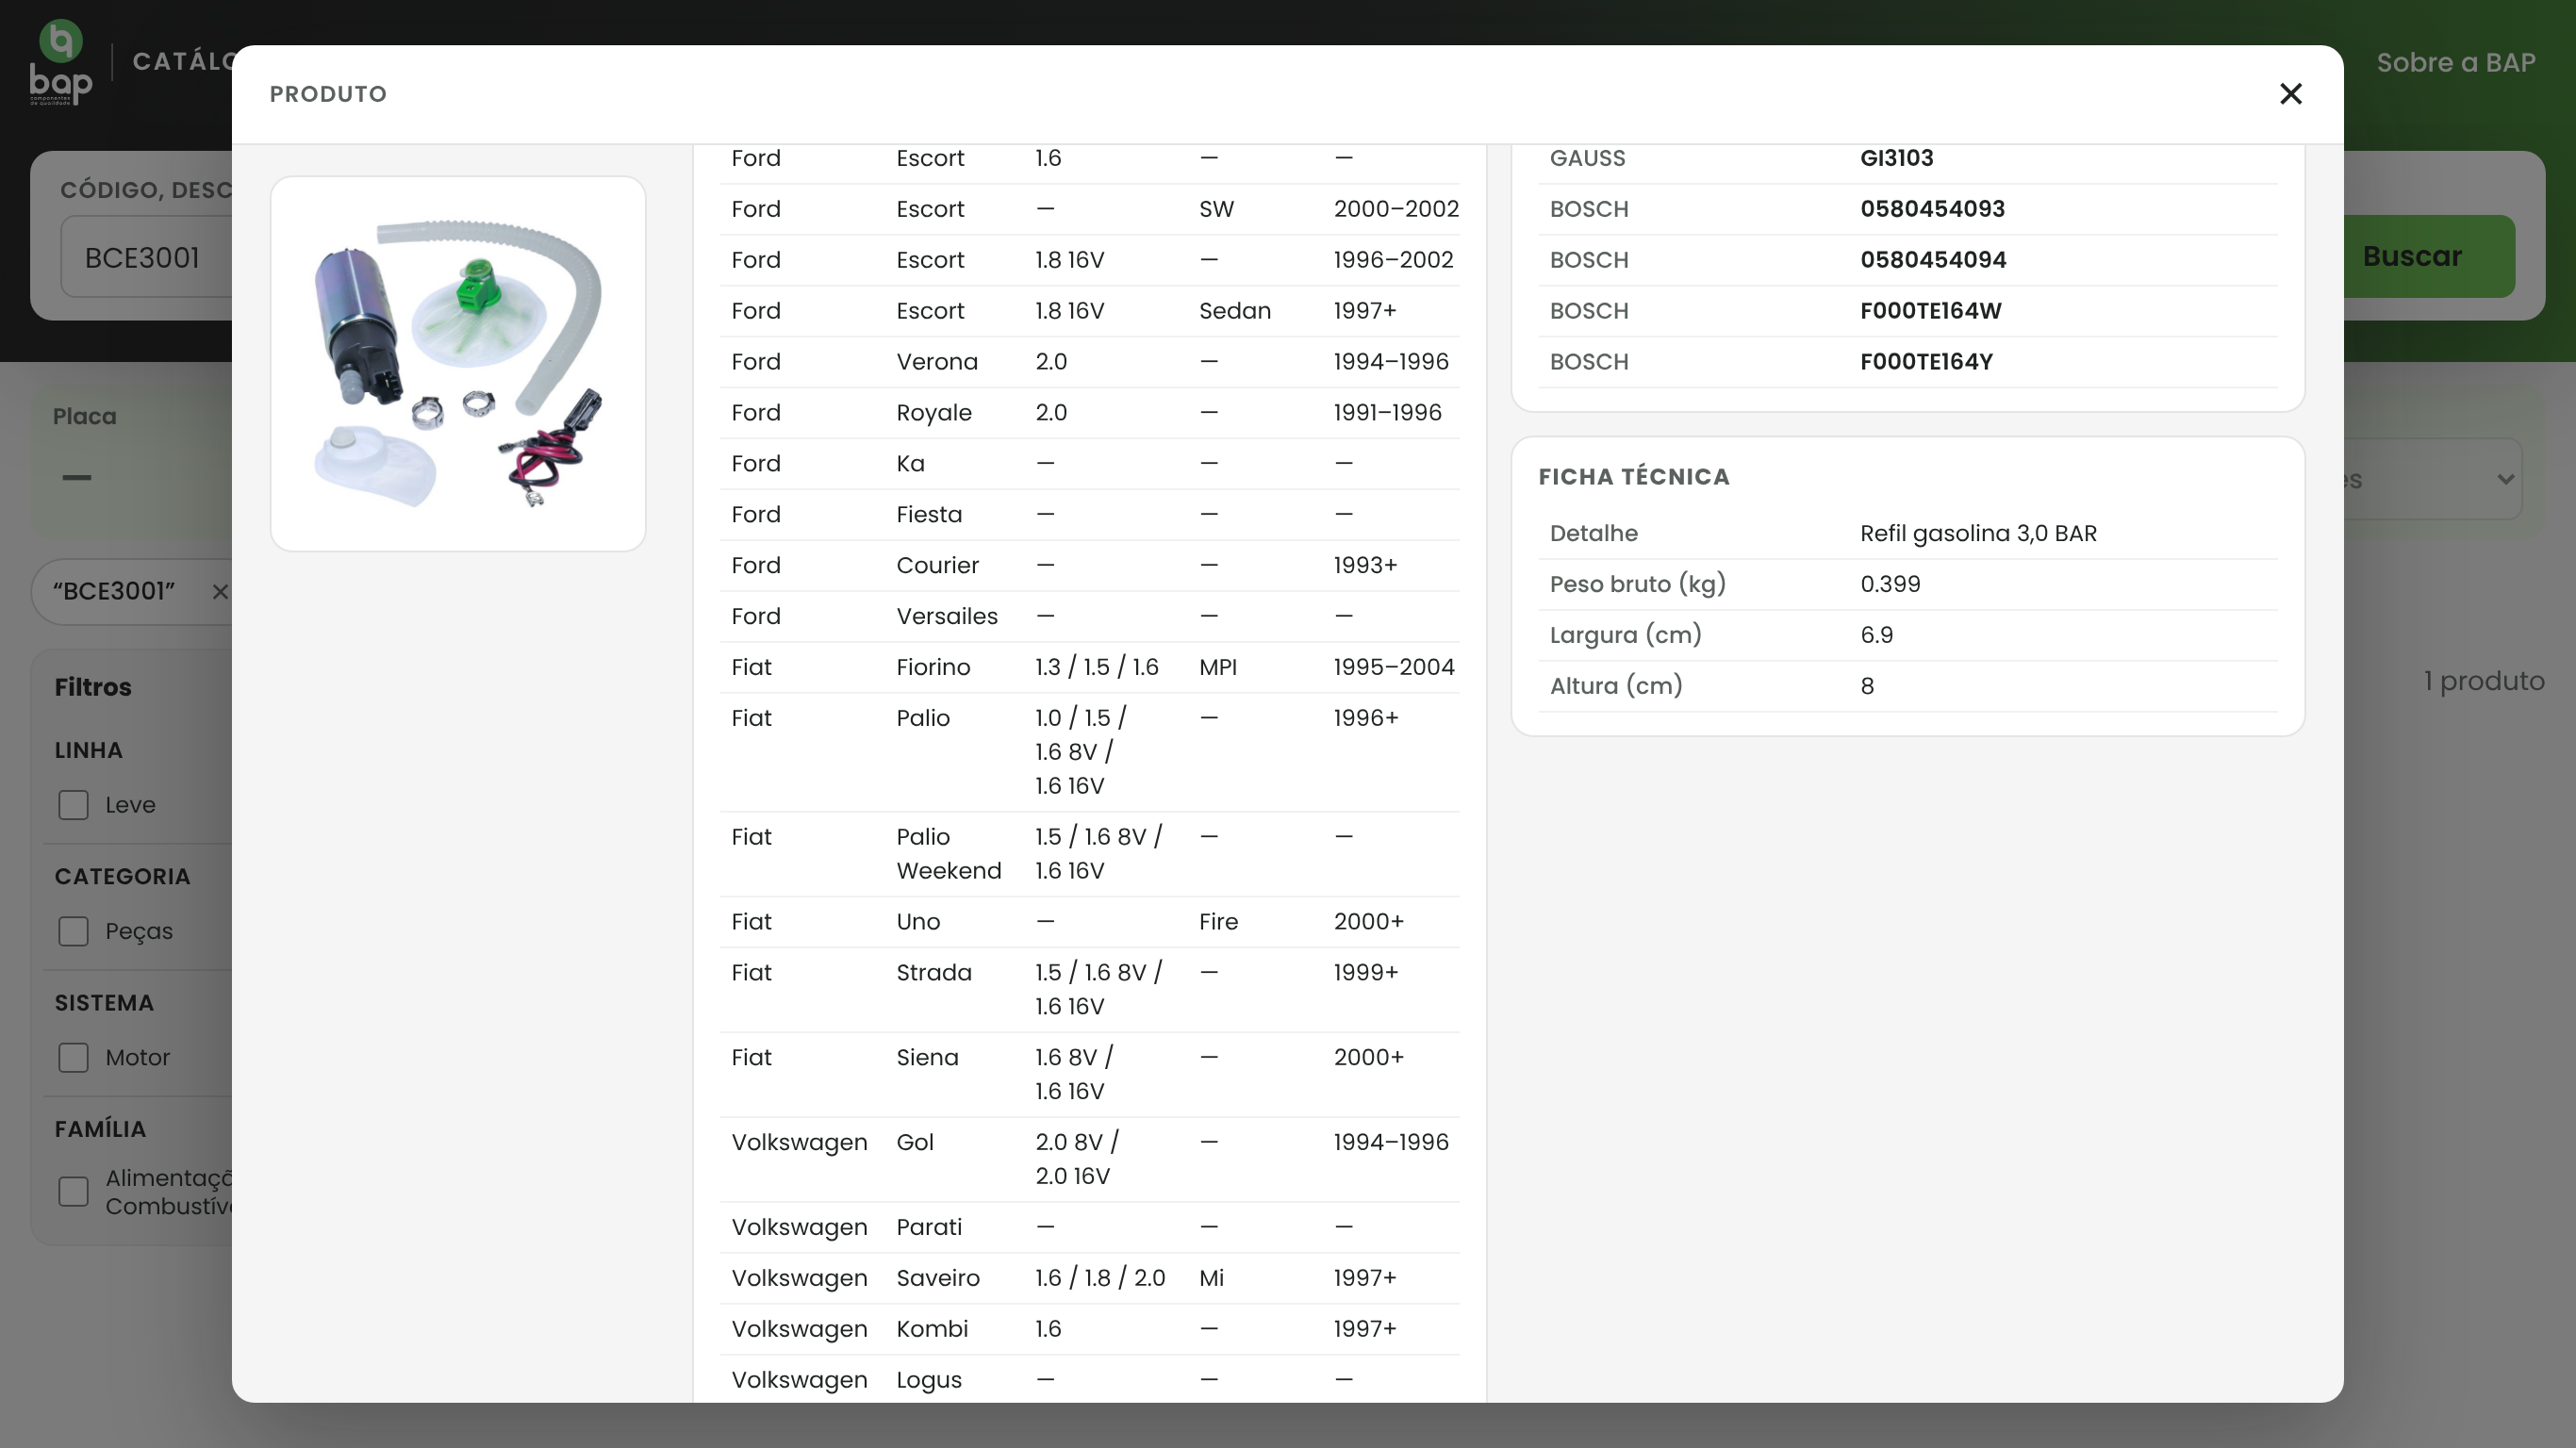 bap
CATÁLO
Sobre a BAP
PRODUTO
CÓDIGO, DESC
BCE3001
Buscar
Placa
—
“BCE3001”
Filtros
LINHA
Leve
CATEGORIA
Peças
SISTEMA
Motor
FAMÍLIA
Alimentaçã
Combustív
1 produto
Ford Escort 1.6 — —
Ford Escort — SW 2000–2002
Ford Escort 1.8 16V — 1996–2002
Ford Escort 1.8 16V Sedan 1997+
Ford Verona 2.0 — 1994–1996
Ford Royale 2.0 — 1991–1996
Ford Ka — — —
Ford Fiesta — — —
Ford Courier — — 1993+
Ford Versailes — — —
Fiat Fiorino 1.3 / 1.5 / 1.6 MPI 1995–2004
Fiat Palio 1.0 / 1.5 / — 1996+
1.6 8V /
1.6 16V
Fiat Palio 1.5 / 1.6 8V / — —
Weekend 1.6 16V
Fiat Uno — Fire 2000+
Fiat Strada 1.5 / 1.6 8V / — 1999+
1.6 16V
Fiat Siena 1.6 8V / — 2000+
1.6 16V
Volkswagen Gol 2.0 8V / — 1994–1996
2.0 16V
Volkswagen Parati — — —
Volkswagen Saveiro 1.6 / 1.8 / 2.0 Mi 1997+
Volkswagen Kombi 1.6 — 1997+
Volkswagen Logus — — —
GAUSS GI3103
BOSCH 0580454093
BOSCH 0580454094
BOSCH F000TE164W
BOSCH F000TE164Y
FICHA TÉCNICA
Detalhe Refil gasolina 3,0 BAR
Peso bruto (kg) 0.399
Largura (cm) 6.9
Altura (cm) 8